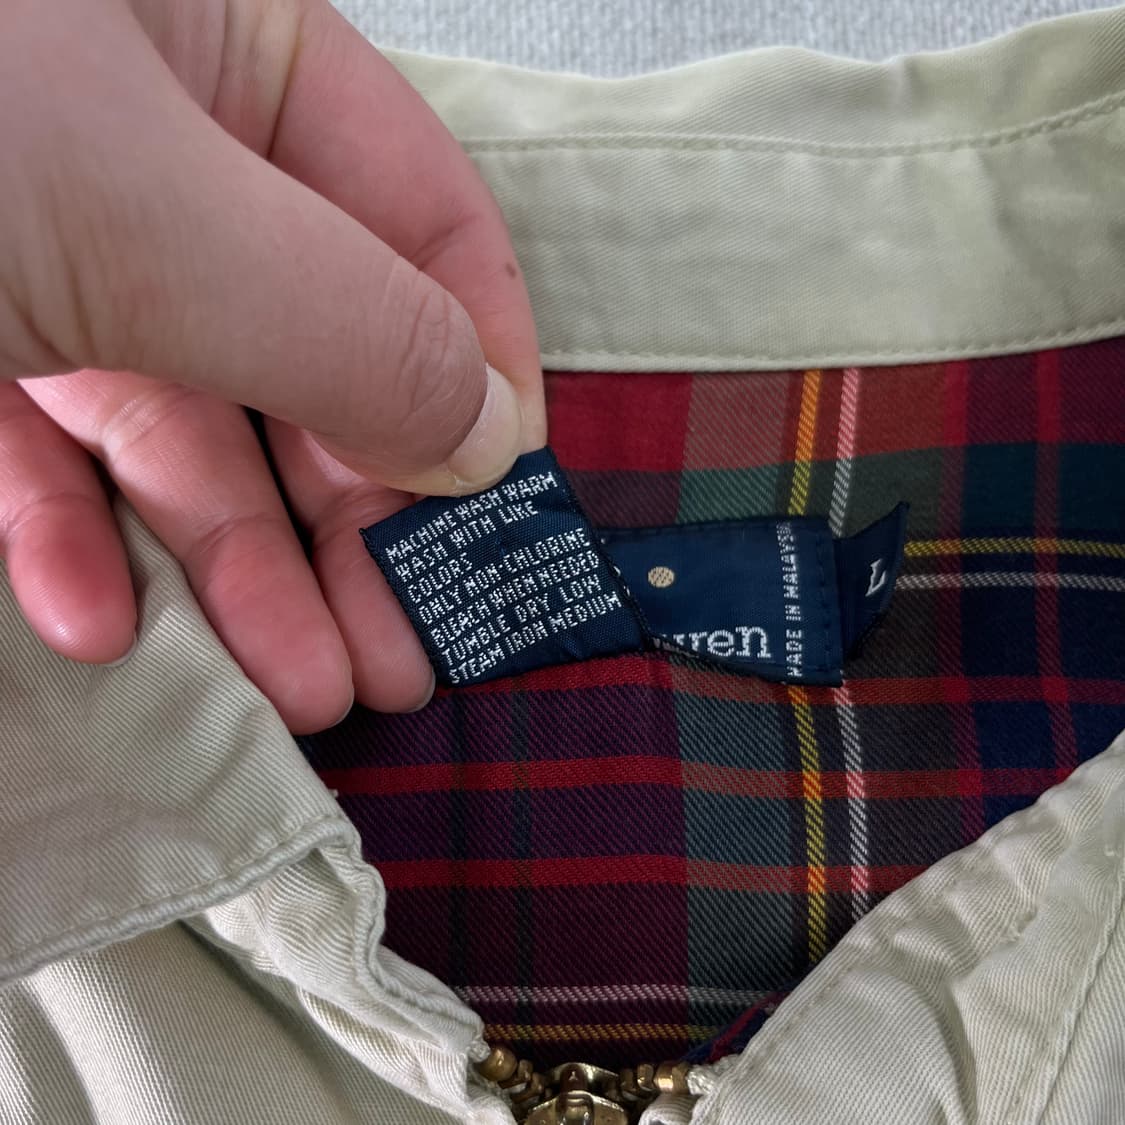 MACHINE WASH WARM
WASH WITH LIKE
COLORS
ONLY NON-CHLORINE
BLEACH WHEN NEEDED
TUMBLE DRY LOW
STEAM IRON MEDIUM
uren
MADE IN MALAYSIA
L